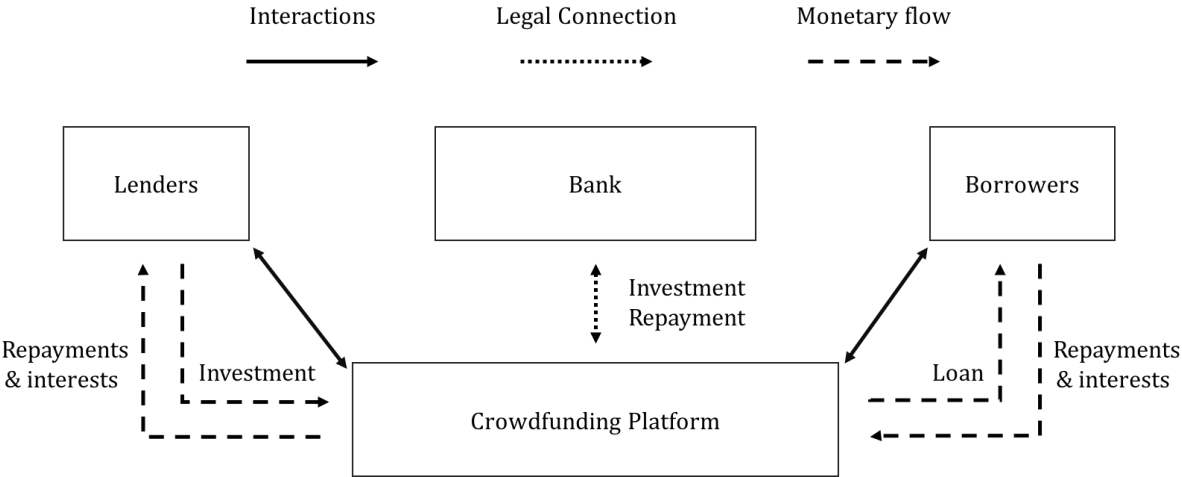 Interactions
Legal Connection
Monetary flow
Lenders
Bank
Borrowers
Investment
Repayment
Repayments
& interests
Investment
Loan
Repayments
& interests
Crowdfunding Platform